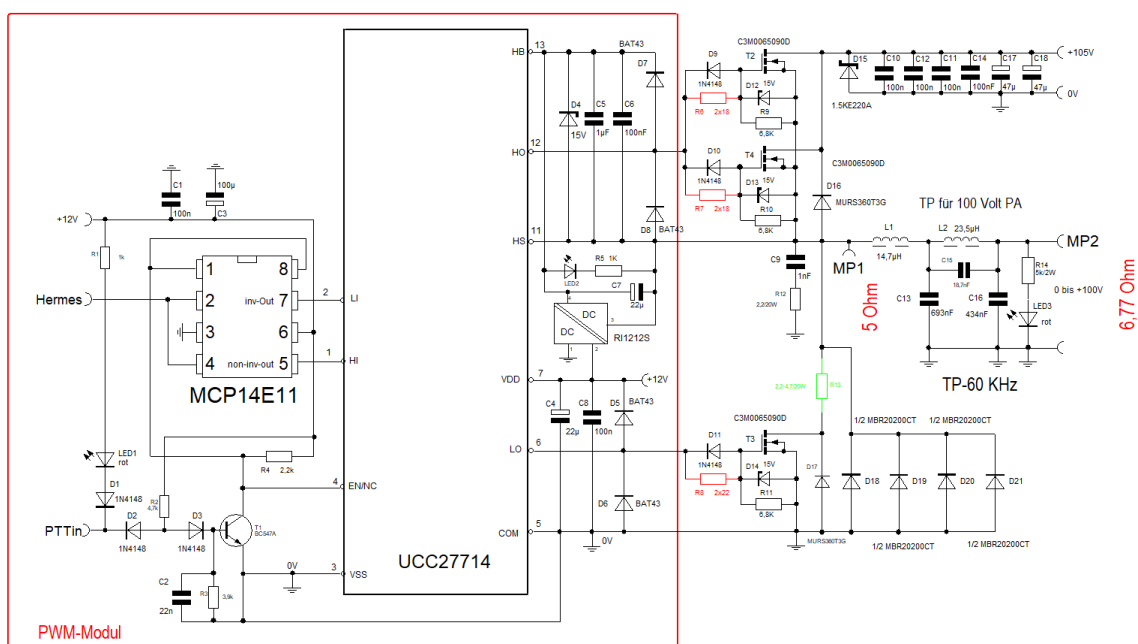 HB
13
BAT43
D7
D4
15V
C5
1µF
C6
100nF
HO
12
HS
11
D8
BAT43
LED2
R5 1K
C7
22µ
4
DC
DC
3
RI1212S
1
2
VDD
7
+12V
C4
22µ
C8
100n
D5
BAT43
LO
6
D6
BAT43
COM
5
0V
UCC27714
2
LI
1
HI
4
EN/NC
3
VSS
0V
C1
100n
100µ
C3
+12V
R1
1k
Hermes
1
8
2
inv-Out
7
3
6
4
non-inv-out
5
MCP14E11
LED1
rot
D1
1N4148
R2
4,7k
R4
2.2k
PTTin
D2
1N4148
D3
1N4148
T1
BC547A
C2
22n
R3
3,9k
PWM-Modul
C3M0065090D
D9
T2
1N4148
D12
15V
R6
2x18
R9
6,8K
D10
T4
1N4148
D13
15V
R7
2x18
R10
6,8K
C3M0065090D
D16
MURS360T3G
D15
1.5KE220A
C10
100n
C12
100n
C11
100n
C14
100nF
C17
47µ
C18
47µ
+105V
0V
TP für 100 Volt PA
L1
14,7µH
L2
23,5µH
MP1
MP2
C9
1nF
R12
2,2/20W
5 Ohm
C15
18,7nF
C13
693nF
C16
434nF
R14
5k/2W
LED3
rot
0 bis +100V
6,77 Ohm
TP-60 KHz
R13
C3M0065090D
D11
T3
1N4148
D14
15V
R8
2x22
R11
6,8K
D17
MURS360T3G
1/2 MBR20200CT
1/2 MBR20200CT
D18
D19
D20
D21
1/2 MBR20200CT
1/2 MBR20200CT